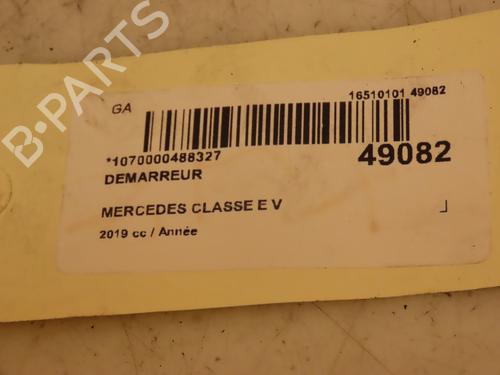 B-PARTS
GA
16510101 49082
*1070000488327
49082
DEMARREUR
MERCEDES CLASSE E V
2019 cc / Année